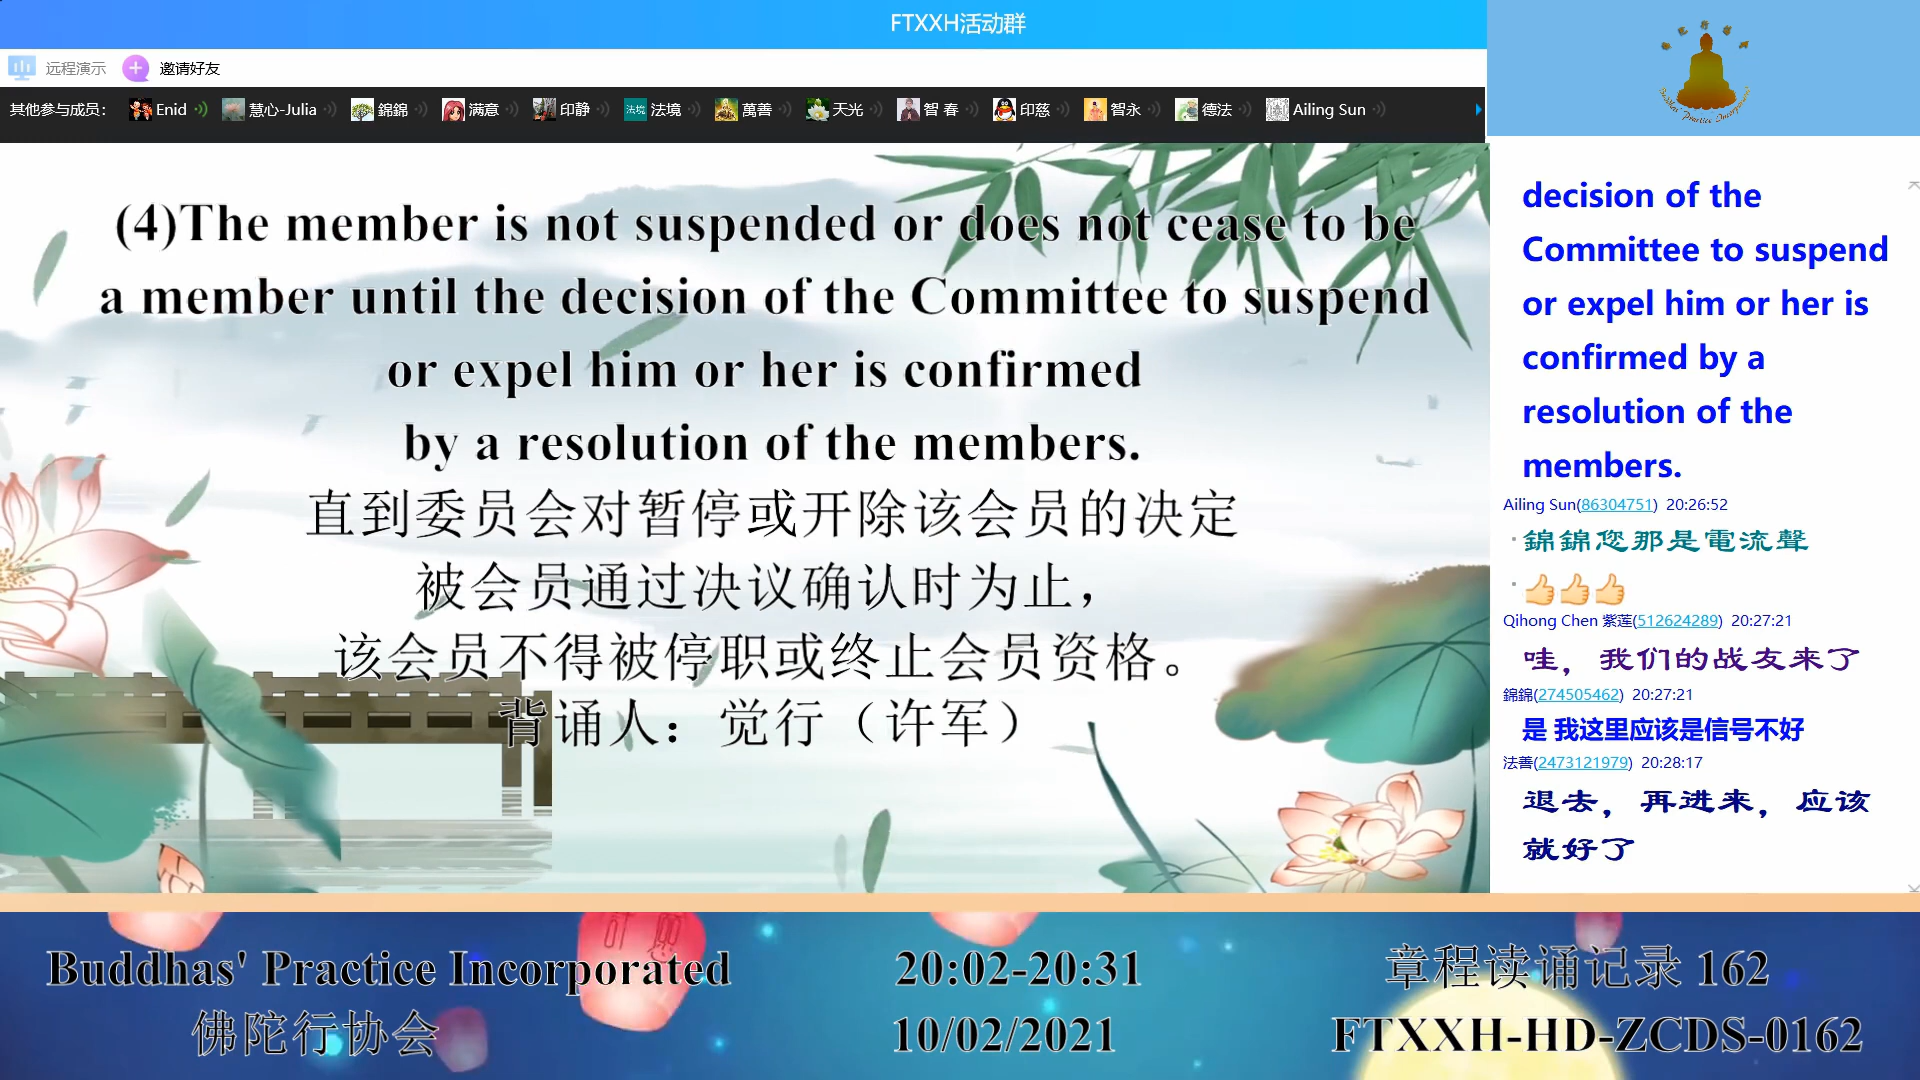 FTXXH活动群
远程演示
邀请好友
其他参与成员： Enid 慧心-Julia 錦錦 满意 印静 法境 法境 萬善 天光 智 春 印慈 智永 德法 Ailing Sun
(4)The member is not suspended or does not cease to be
a member until the decision of the Committee to suspend
or expel him or her is confirmed
by a resolution of the members.
直到委员会对暂停或开除该会员的决定
被会员通过决议确认时为止，
该会员不得被停职或终止会员资格。
背诵人：觉行（许军）
decision of the
Committee to suspend
or expel him or her is
confirmed by a
resolution of the
members.
Ailing Sun(86304751) 20:26:52
錦錦您那是電流聲
Qihong Chen 紫莲(512624289) 20:27:21
哇，我们的战友来了
錦錦(274505462) 20:27:21
是 我这里应该是信号不好
法善(2473121979) 20:28:17
退去，再进来，应该
就好了
Buddhas' Practice Incorporated
佛陀行协会
20:02-20:31
10/02/2021
章程读诵记录 162
FTXXH-HD-ZCDS-0162